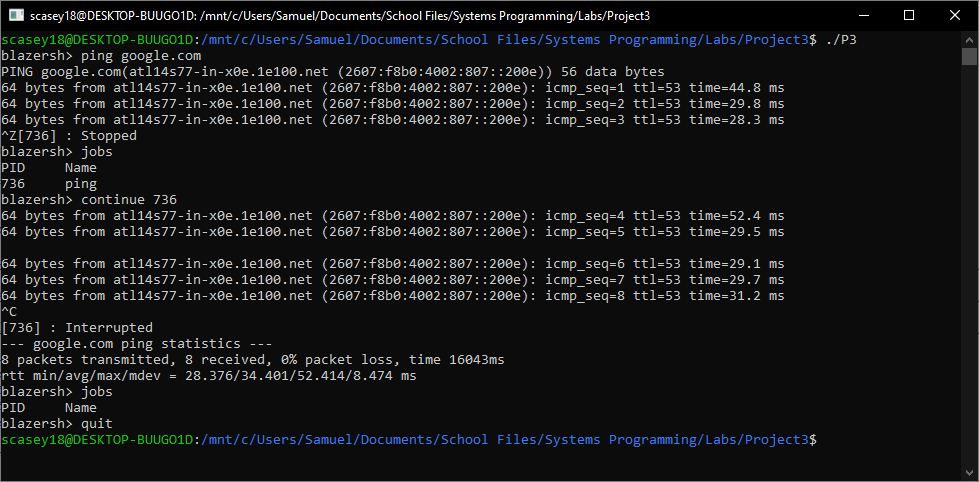 scasey18@DESKTOP-BUUGO1D: /mnt/c/Users/Samuel/Documents/School Files/Systems Programming/Labs/Project3
scasey18@DESKTOP-BUUGO1D:/mnt/c/Users/Samuel/Documents/School Files/Systems Programming/Labs/Project3$ ./P3
blazersh> ping google.com
PING google.com(atl14s77-in-x0e.1e100.net (2607:f8b0:4002:807::200e)) 56 data bytes
64 bytes from atl14s77-in-x0e.1e100.net (2607:f8b0:4002:807::200e): icmp_seq=1 ttl=53 time=44.8 ms
64 bytes from atl14s77-in-x0e.1e100.net (2607:f8b0:4002:807::200e): icmp_seq=2 ttl=53 time=29.8 ms
64 bytes from atl14s77-in-x0e.1e100.net (2607:f8b0:4002:807::200e): icmp_seq=3 ttl=53 time=28.3 ms
^Z[736] : Stopped
blazersh> jobs
PID     Name
736     ping
blazersh> continue 736
64 bytes from atl14s77-in-x0e.1e100.net (2607:f8b0:4002:807::200e): icmp_seq=4 ttl=53 time=52.4 ms
64 bytes from atl14s77-in-x0e.1e100.net (2607:f8b0:4002:807::200e): icmp_seq=5 ttl=53 time=29.5 ms
64 bytes from atl14s77-in-x0e.1e100.net (2607:f8b0:4002:807::200e): icmp_seq=6 ttl=53 time=29.1 ms
64 bytes from atl14s77-in-x0e.1e100.net (2607:f8b0:4002:807::200e): icmp_seq=7 ttl=53 time=29.7 ms
64 bytes from atl14s77-in-x0e.1e100.net (2607:f8b0:4002:807::200e): icmp_seq=8 ttl=53 time=31.2 ms
^C
[736] : Interrupted
--- google.com ping statistics ---
8 packets transmitted, 8 received, 0% packet loss, time 16043ms
rtt min/avg/max/mdev = 28.376/34.401/52.414/8.474 ms
blazersh> jobs
PID     Name
blazersh> quit
scasey18@DESKTOP-BUUGO1D:/mnt/c/Users/Samuel/Documents/School Files/Systems Programming/Labs/Project3$